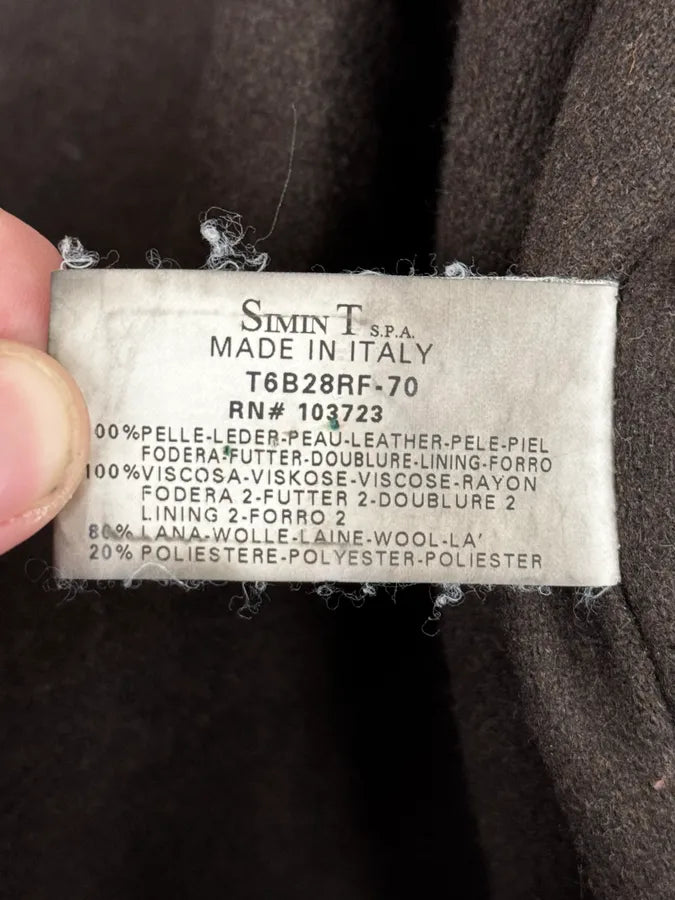 SIMIN T S.P.A.
MADE IN ITALY
T6B28RF-70
RN# 103723
00%PELLE-LEDER-PEAU-LEATHER-PELE-PIEL
FODERA-FUTTER-DOUBLURE-LINING-FORRO
100%VISCOSA-VISKOSE-VISCOSE-RAYON
FODERA 2-FUTTER 2-DOUBLURE 2
LINING 2-FORRO 2
80% LANA-WOLLE-LAINE-WOOL-LA'
20% POLIESTERE-POLYESTER-POLIESTER